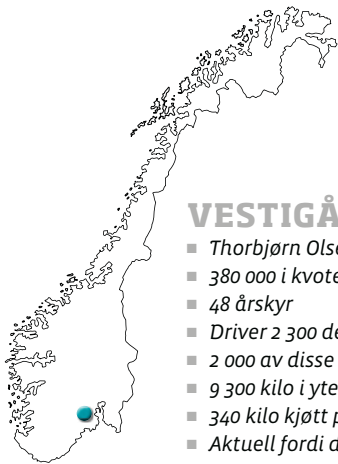 VESTIGÅ
Thorbjørn Olse
380 000 i kvote
48 årskyr
Driver 2 300 de
2 000 av disse
9 300 kilo i yte
340 kilo kjøtt p
Aktuell fordi d